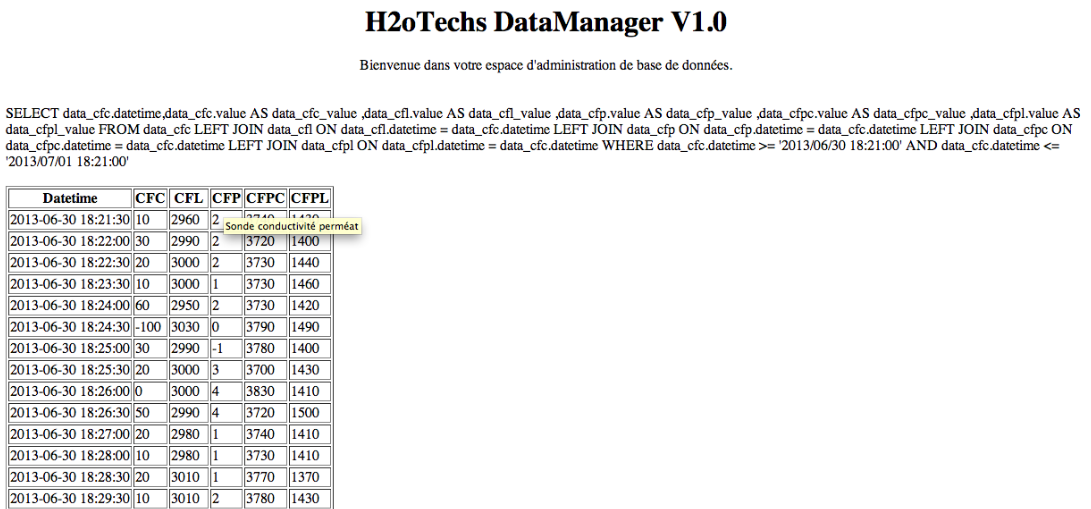 H2oTechs DataManager V1.0
Bienvenue dans votre espace d'administration de base de données.
SELECT data_cfc.datetime,data_cfc.value AS data_cfc_value ,data_cfl.value AS data_cfl_value ,data_cfp.value AS data_cfp_value ,data_cfpc.value AS data_cfpc_value ,data_cfpl.value AS
data_cfpl_value FROM data_cfc LEFT JOIN data_cfl ON data_cfl.datetime = data_cfc.datetime LEFT JOIN data_cfp ON data_cfp.datetime = data_cfc.datetime LEFT JOIN data_cfpc ON
data_cfpc.datetime = data_cfc.datetime LEFT JOIN data_cfpl ON data_cfpl.datetime = data_cfc.datetime WHERE data_cfc.datetime >= '2013/06/30 18:21:00' AND data_cfc.datetime <=
'2013/07/01 18:21:00'
Datetime CFC CFL CFP CFPC CFPL
2013-06-30 18:21:30 10 2960 2
Sonde conductivité perméat
2013-06-30 18:22:00 30 2990 2 3720 1400
2013-06-30 18:22:30 20 3000 2 3730 1440
2013-06-30 18:23:30 10 3000 1 3730 1460
2013-06-30 18:24:00 60 2950 2 3730 1420
2013-06-30 18:24:30 -100 3030 0 3790 1490
2013-06-30 18:25:00 30 2990 -1 3780 1400
2013-06-30 18:25:30 20 3000 3 3700 1430
2013-06-30 18:26:00 0 3000 4 3830 1410
2013-06-30 18:26:30 50 2990 4 3720 1500
2013-06-30 18:27:00 20 2980 1 3740 1410
2013-06-30 18:28:00 10 2980 1 3730 1410
2013-06-30 18:28:30 20 3010 1 3770 1370
2013-06-30 18:29:30 10 3010 2 3780 1430